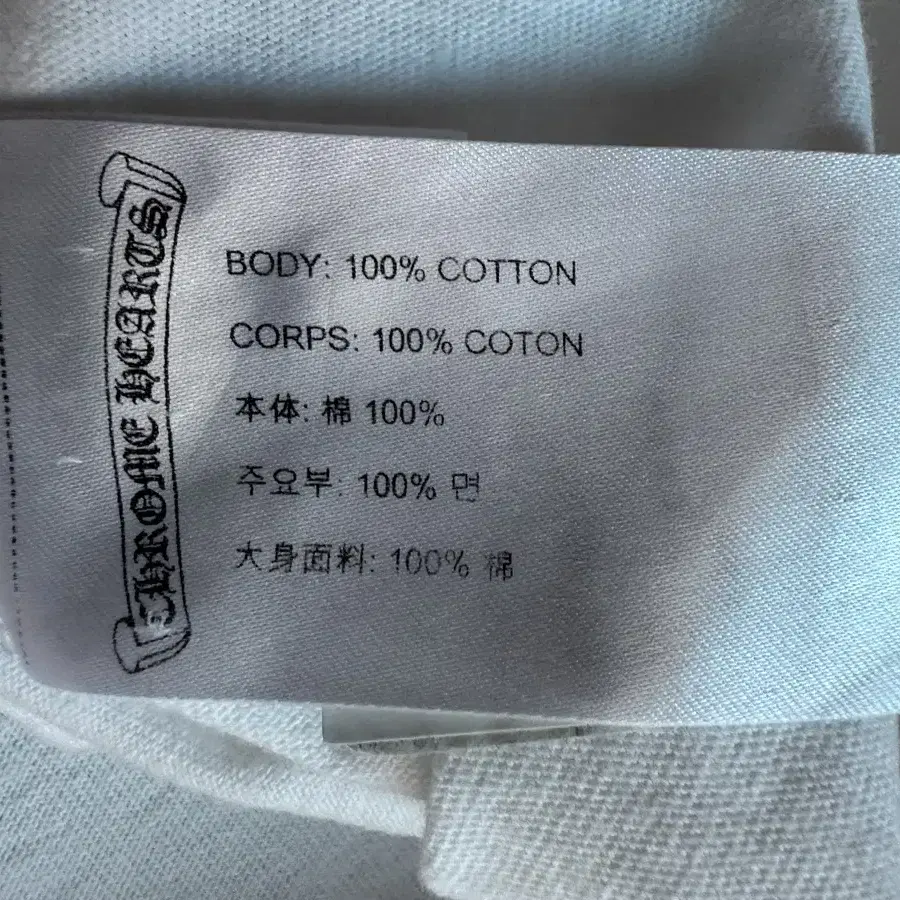 CHROME HEARTS
BODY: 100% COTTON
CORPS: 100% COTON
本体: 棉 100%
주요부: 100% 면
大身面料: 100% 棉